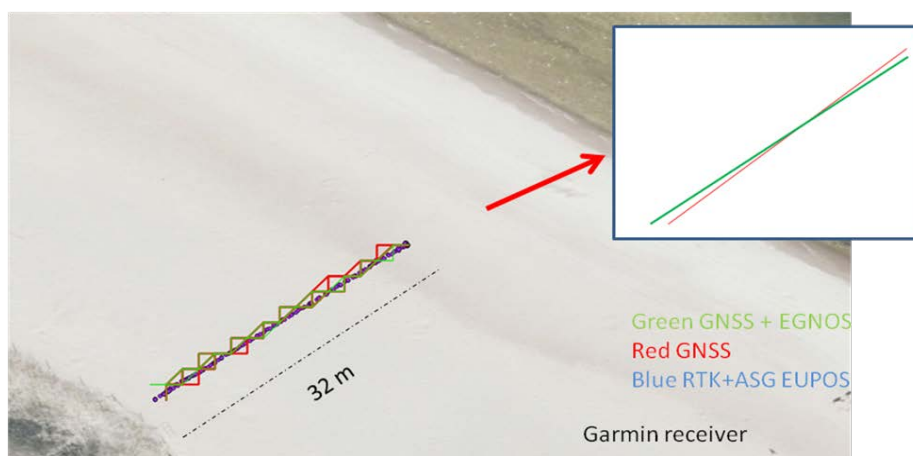 32 m
Green GNSS + EGNOS
Red GNSS
Blue RTK+ASG EUPOS
Garmin receiver